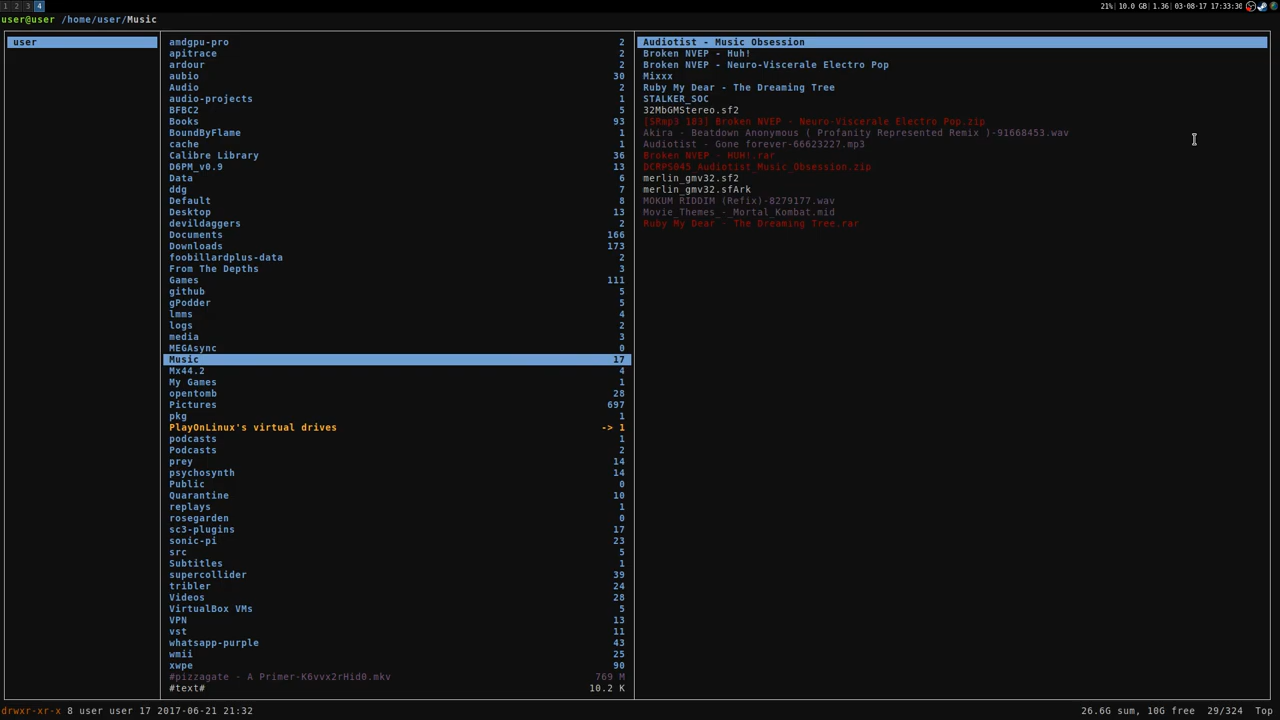 1 2 3 4
21%| 10.0 GB| 1.36| 03-08-17 17:33:30
user@user /home/user/Music
user
amdgpu-pro 2
apitrace 2
ardour 2
aubio 30
Audio 2
audio-projects 1
BFBC2 5
Books 93
BoundByFlame 1
cache 1
Calibre Library 36
D6PM_v0.9 13
Data 6
ddg 7
Default 8
Desktop 13
devildaggers 2
Documents 166
Downloads 173
foobillardplus-data 2
From The Depths 3
Games 111
github 5
gPodder 5
lmms 4
logs 2
media 3
MEGAsync 0
Music 17
Mx44.2 4
My Games 1
opentomb 28
Pictures 697
pkg 1
PlayOnLinux's virtual drives -> 1
podcasts 1
Podcasts 2
prey 14
psychosynth 14
Public 0
Quarantine 10
replays 1
rosegarden 0
sc3-plugins 17
sonic-pi 23
src 5
Subtitles 1
supercollider 39
tribler 24
Videos 28
VirtualBox VMs 5
VPN 13
vst 11
whatsapp-purple 43
wmii 25
xwpe 90
#pizzagate - A Primer-K6vvx2rHid0.mkv 769 M
#text# 10.2 K
Audiotist - Music Obsession
Broken NVEP - Huh!
Broken NVEP - Neuro-Viscerale Electro Pop
Mixxx
Ruby My Dear - The Dreaming Tree
STALKER_SOC
32MbGMStereo.sf2
[SRmp3 183] Broken NVEP - Neuro-Viscerale Electro Pop.zip
Akira - Beatdown Anonymous ( Profanity Represented Remix )-91668453.wav
Audiotist - Gone forever-66623227.mp3
Broken NVEP - HUH!.rar
DCRPS045_Audiotist_Music_Obsession.zip
merlin_gmv32.sf2
merlin_gmv32.sfArk
MOKUM RIDDIM (Refix)-8279177.wav
Movie_Themes_-_Mortal_Kombat.mid
Ruby My Dear - The Dreaming Tree.rar
drwxr-xr-x 8 user user 17 2017-06-21 21:32
26.6G sum, 10G free 29/324 Top